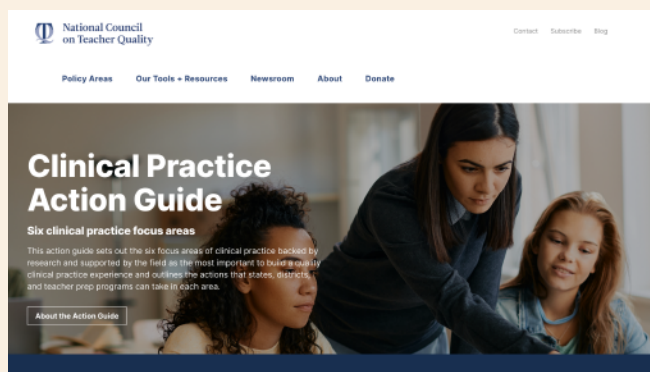 National Council
on Teacher Quality
Contact Subscribe Blog
Policy Areas Our Tools + Resources Newsroom About Donate
Clinical Practice
Action Guide
Six clinical practice focus areas
This action guide sets out the six focus areas of clinical practice backed by
research and supported by the field as the most important to build a quality
clinical practice experience and outlines the actions that states, districts,
and teacher prep programs can take in each area.
About the Action Guide